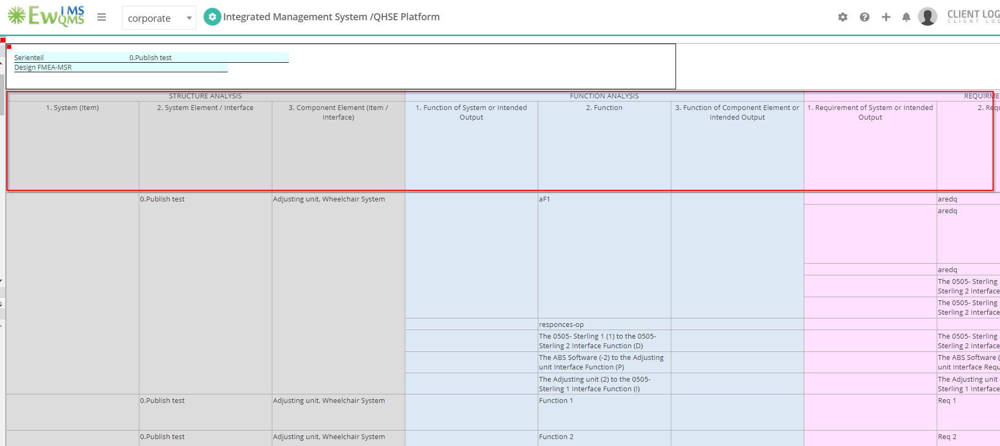 EwQMS IMS
corporate
Integrated Management System /QHSE Platform
CLIENT LOG
CLIENT LOG
Serienteil 0.Publish test
Design FMEA-MSR
STRUCTURE ANALYSIS FUNCTION ANALYSIS REQUIRME
1. System (Item)
2. System Element / Interface
3. Component Element (Item /
Interface)
1. Function of System or Intended
Output
2. Function
3. Function of Component Element or
Intended Output
1. Requirement of System or Intended
Output
2. Requ
0.Publish test Adjusting unit, Wheelchair System aF1 aredq
aredq
aredq
The 0505- Sterling
Sterling 2 Interface
The 0505- Sterling
Sterling 2 Interface
responces-op
The 0505- Sterling 1 (1) to the 0505-
Sterling 2 Interface Function (D)
The 0505- Sterling
Sterling 2 Interface
The ABS Software (-2) to the Adjusting
unit Interface Function (P)
The ABS Software (
unit Interface Requ
The Adjusting unit (2) to the 0505-
Sterling 1 Interface Function (I)
The Adjusting unit
Sterling 1 Interface
0.Publish test Adjusting unit, Wheelchair System Function 1 Req 1
0.Publish test Adjusting unit, Wheelchair System Function 2 Req 2